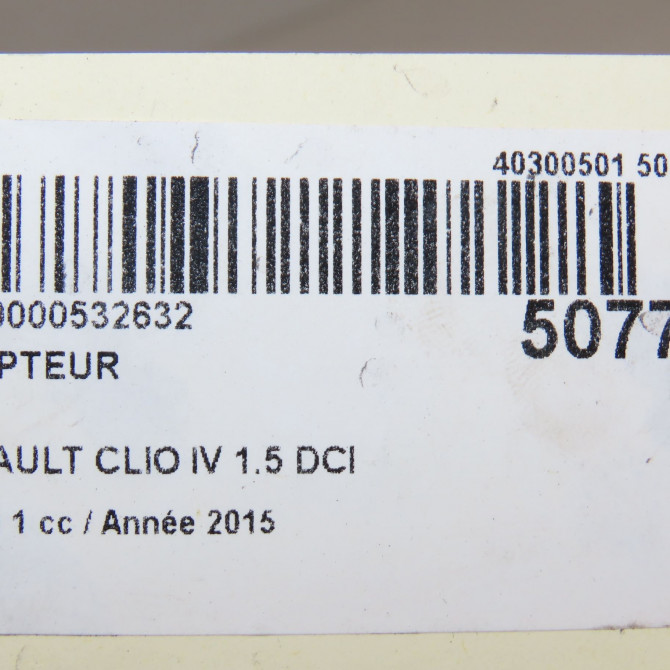 40300501 50
0000532632
5077
PTEUR
AULT CLIO IV 1.5 DCI
1 cc / Année 2015